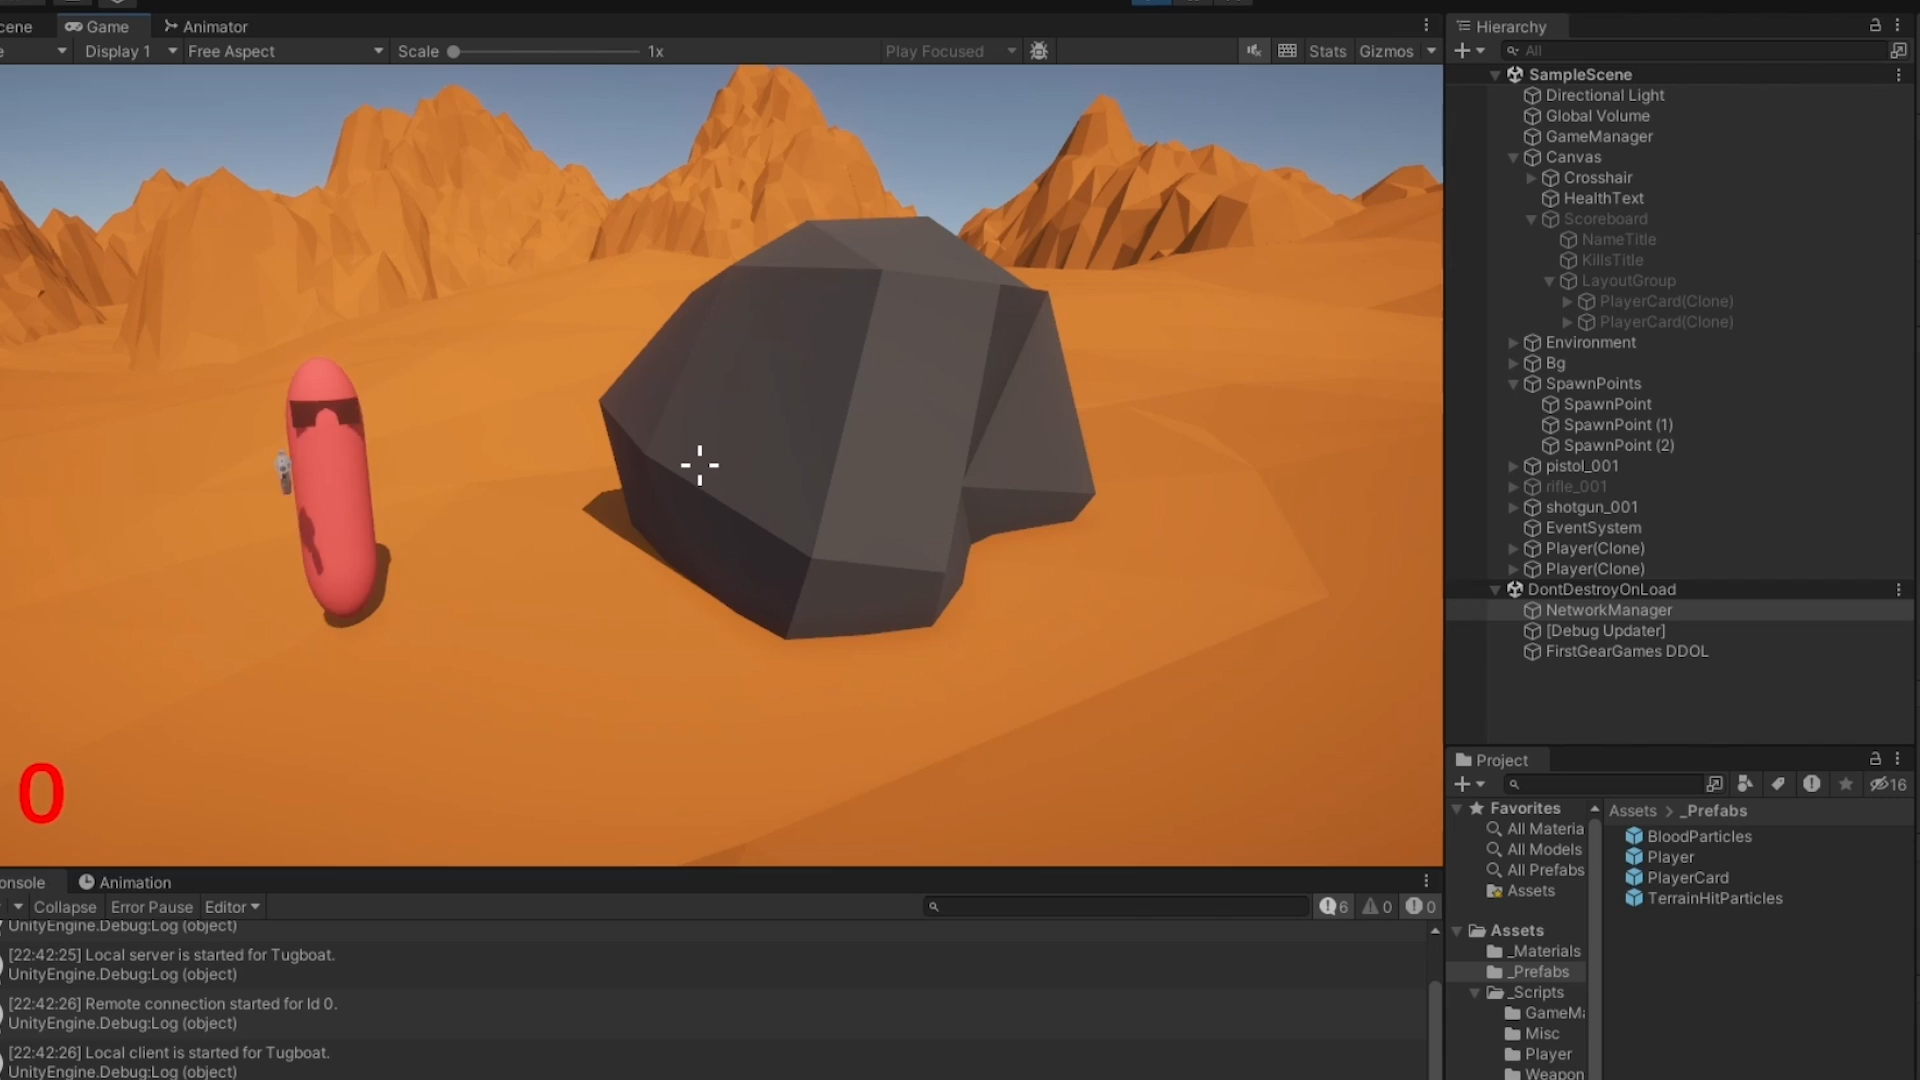 cene
Game
Animator
e
Display 1
Free Aspect
Scale
1x
Play Focused
Stats
Gizmos
0
onsole
Animation
Collapse
Error Pause
Editor
6
0
0
UnityEngine.Debug:Log (object)
[22:42:25] Local server is started for Tugboat.
UnityEngine.Debug:Log (object)
[22:42:26] Remote connection started for Id 0.
UnityEngine.Debug:Log (object)
[22:42:26] Local client is started for Tugboat.
UnityEngine.Debug:Log (object)
Hierarchy
All
SampleScene
Directional Light
Global Volume
GameManager
Canvas
Crosshair
HealthText
Scoreboard
NameTitle
KillsTitle
LayoutGroup
PlayerCard(Clone)
PlayerCard(Clone)
Environment
Bg
SpawnPoints
SpawnPoint
SpawnPoint (1)
SpawnPoint (2)
pistol_001
rifle_001
shotgun_001
EventSystem
Player(Clone)
Player(Clone)
DontDestroyOnLoad
NetworkManager
[Debug Updater]
FirstGearGames DDOL
Project
16
Favorites
All Materia
All Models
All Prefabs
Assets
Assets
_Materials
_Prefabs
_Scripts
GameMa
Misc
Player
Weapon
Assets > _Prefabs
BloodParticles
Player
PlayerCard
TerrainHitParticles